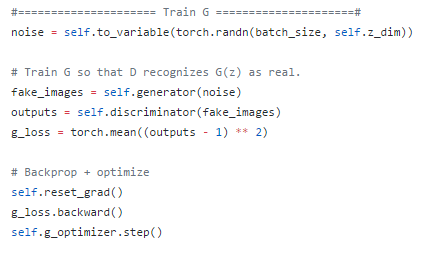 #===================== Train G =====================#
noise = self.to_variable(torch.randn(batch_size, self.z_dim))
# Train G so that D recognizes G(z) as real.
fake_images = self.generator(noise)
outputs = self.discriminator(fake_images)
g_loss = torch.mean((outputs - 1) ** 2)
# Backprop + optimize
self.reset_grad()
g_loss.backward()
self.g_optimizer.step()